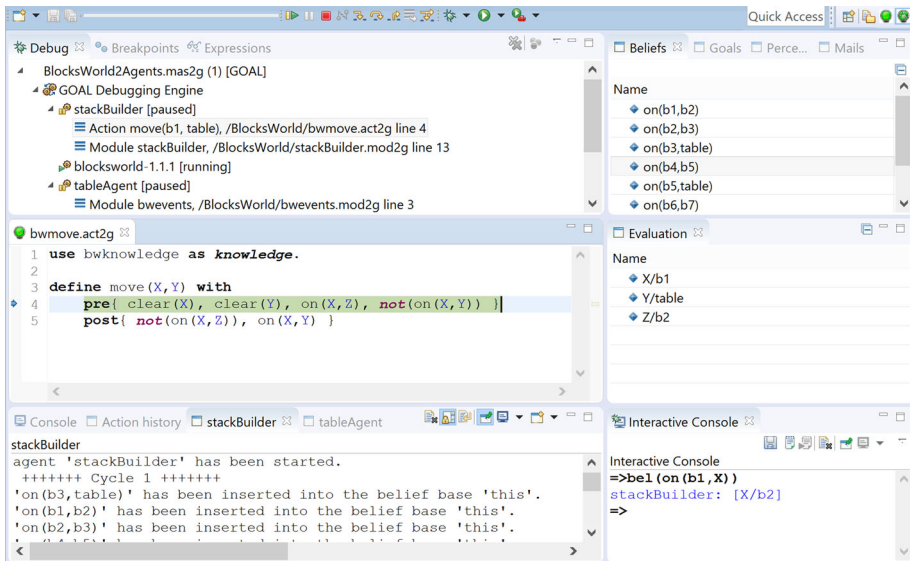 Quick Access
Debug
Breakpoints
Expressions
BlocksWorld2Agents.mas2g (1) [GOAL]
GOAL Debugging Engine
stackBuilder [paused]
Action move(b1, table), /BlocksWorld/bwmove.act2g line 4
Module stackBuilder, /BlocksWorld/stackBuilder.mod2g line 13
blocksworld-1.1.1 [running]
tableAgent [paused]
Module bwevents, /BlocksWorld/bwevents.mod2g line 3
Beliefs
Goals
Perce...
Mails
Name
on(b1,b2)
on(b2,b3)
on(b3,table)
on(b4,b5)
on(b5,table)
on(b6,b7)
bwmove.act2g
1 use bwknowledge as knowledge.
2
3 define move(X,Y) with
4 pre{ clear(X), clear(Y), on(X,Z), not(on(X,Y)) }
5 post{ not(on(X,Z)), on(X,Y) }
Evaluation
Name
X/b1
Y/table
Z/b2
Console
Action history
stackBuilder
tableAgent
stackBuilder
agent 'stackBuilder' has been started.
+++++++ Cycle 1 +++++++
'on(b3,table)' has been inserted into the belief base 'this'.
'on(b1,b2)' has been inserted into the belief base 'this'.
'on(b2,b3)' has been inserted into the belief base 'this'.
Interactive Console
Interactive Console
=>bel(on(b1,X))
stackBuilder: [X/b2]
=>